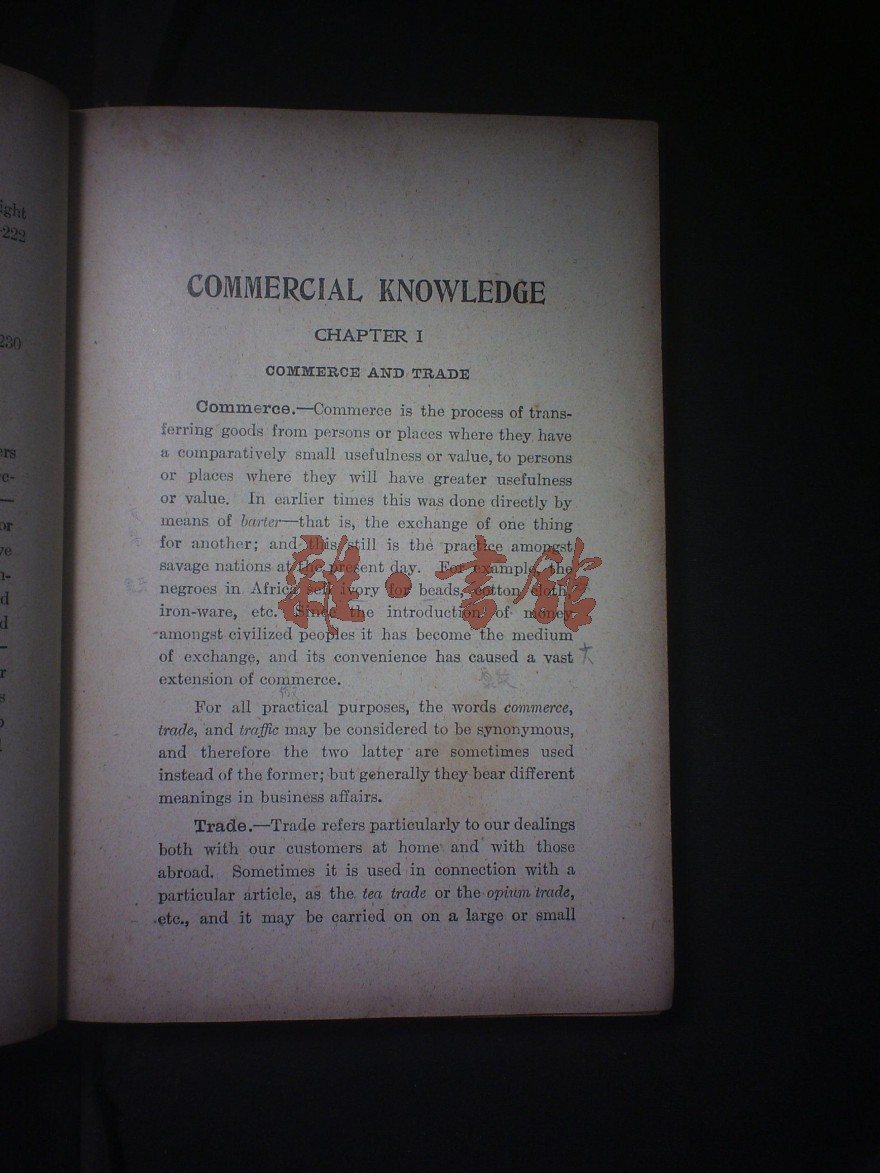 ight
222
230
ers
or
d
d
r
s
COMMERCIAL KNOWLEDGE
CHAPTER I
COMMERCE AND TRADE
Commerce.—Commerce is the process of trans-
ferring goods from persons or places where they have
a comparatively small usefulness or value, to persons
or places where they will have greater usefulness
or value. In earlier times this was done directly by
means of barter—that is, the exchange of one thing
for another; and this still is the practice amongst
savage nations at the present day. For example, the
negroes in Africa sell ivory for beads, cotton cloth,
iron-ware, etc. Since the introduction of money
amongst civilized peoples it has become the medium
of exchange, and its convenience has caused a vast 大
extension of commerce.
For all practical purposes, the words commerce,
trade, and traffic may be considered to be synonymous,
and therefore the two latter are sometimes used
instead of the former; but generally they bear different
meanings in business affairs.
Trade.—Trade refers particularly to our dealings
both with our customers at home and with those
abroad. Sometimes it is used in connection with a
particular article, as the tea trade or the opium trade,
etc., and it may be carried on on a large or small
雜·書館